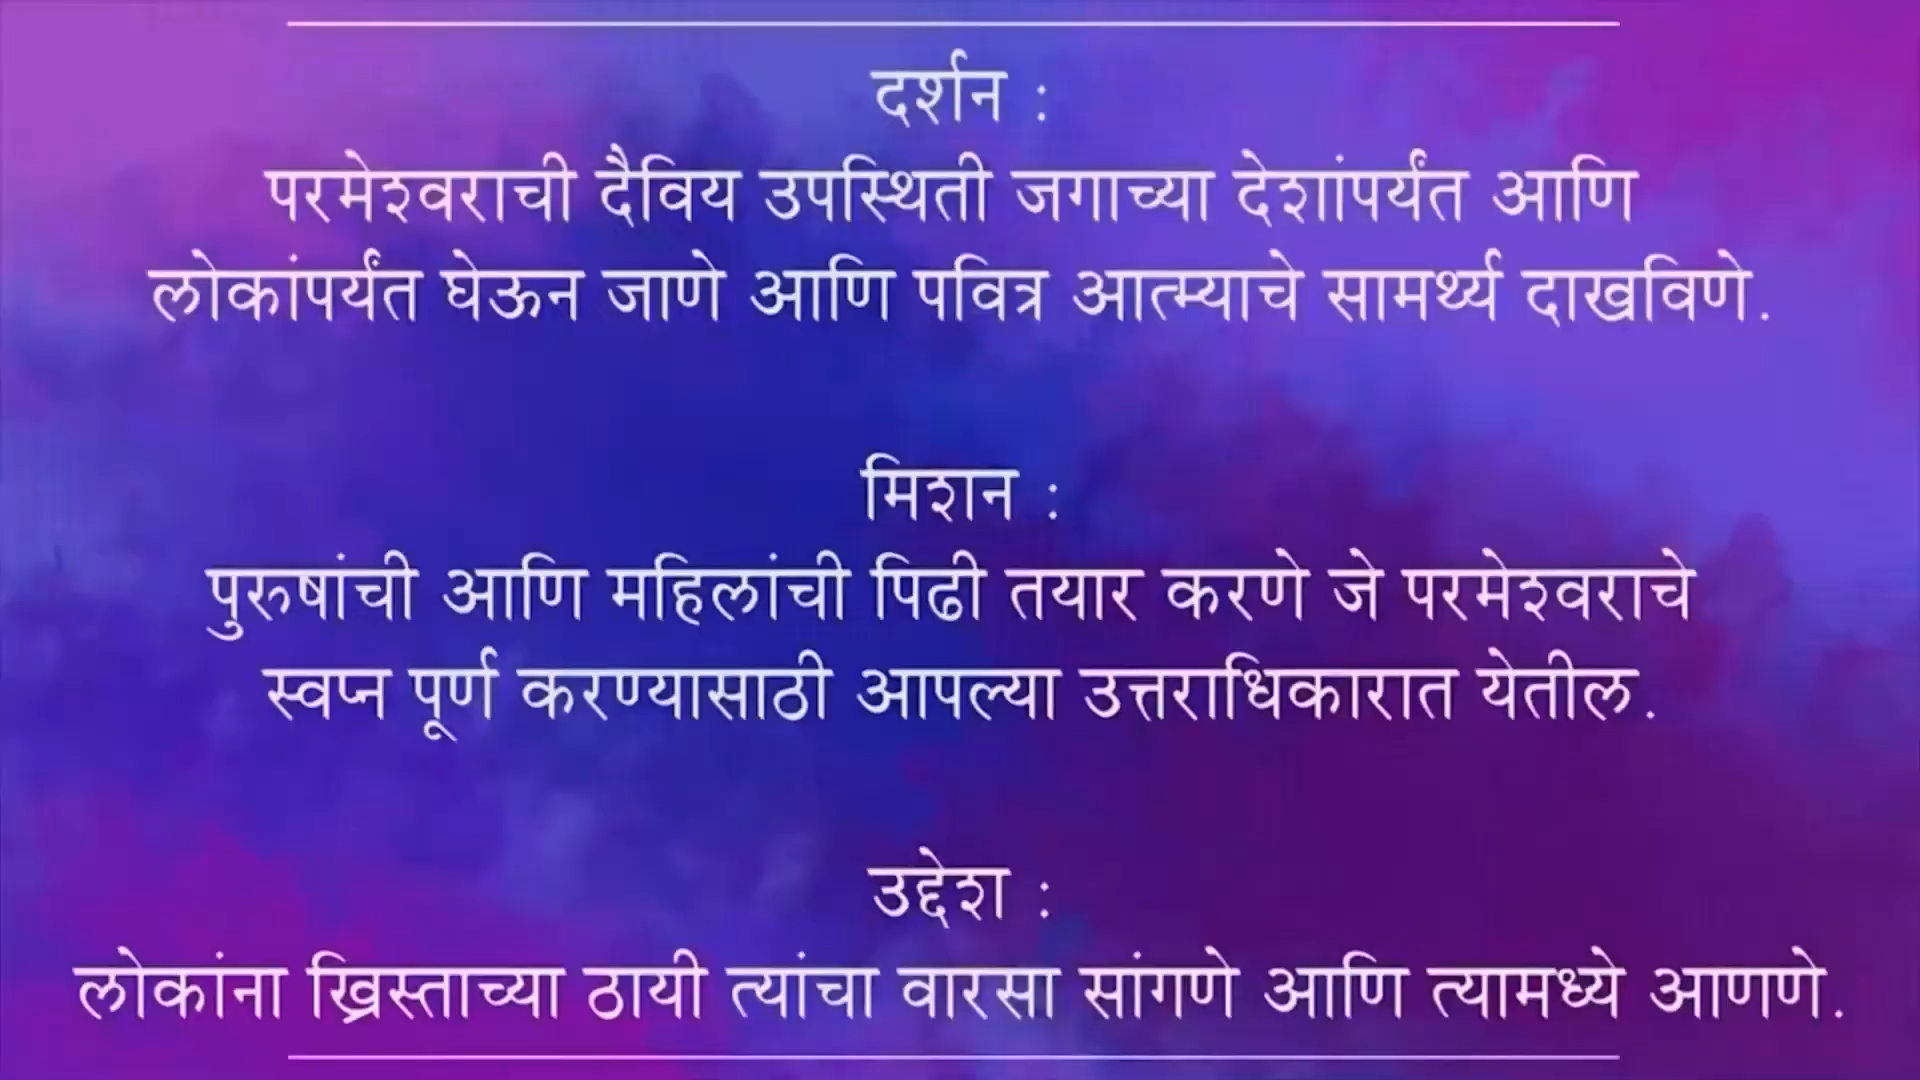 दर्शन :
परमेश्वराची दैविय उपस्थिती जगाच्या देशांपर्यंत आणि
लोकांपर्यंत घेऊन जाणे आणि पवित्र आत्म्याचे सामर्थ्य दाखविणे.
मिशन :
पुरुषांची आणि महिलांची पिढी तयार करणे जे परमेश्वराचे
स्वप्न पूर्ण करण्यासाठी आपल्या उत्तराधिकारात येतील.
उद्देश :
लोकांना ख्रिस्ताच्या ठायी त्यांचा वारसा सांगणे आणि त्यामध्ये आणणे.